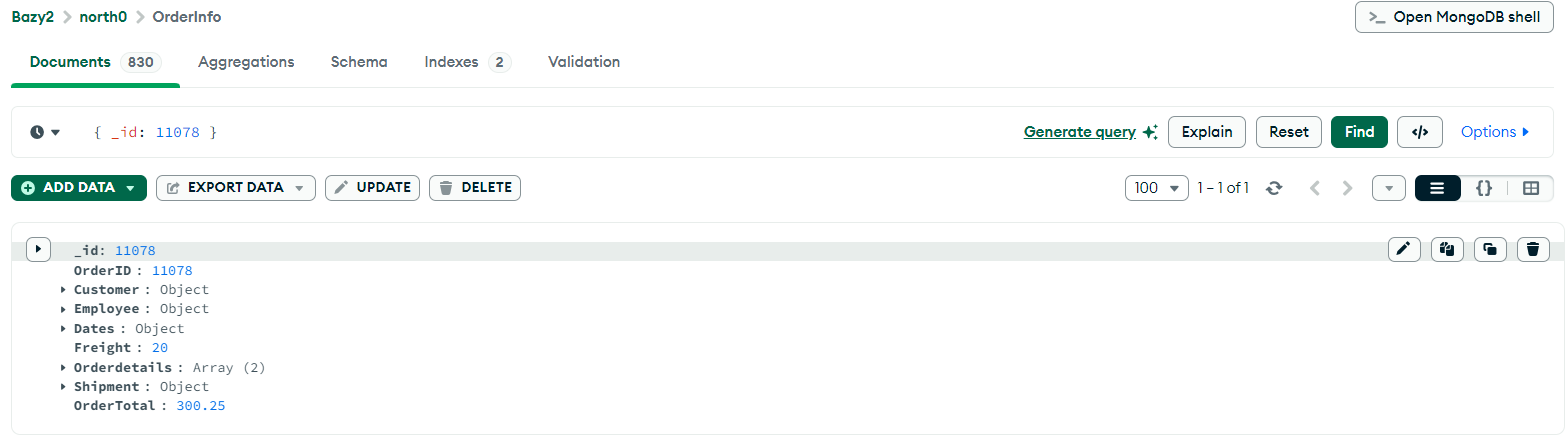 Bazy2 > north0 > OrderInfo
>_ Open MongoDB shell
Documents 830 Aggregations Schema Indexes 2 Validation
{ _id: 11078 }
Generate query Explain Reset Find </> Options
ADD DATA EXPORT DATA UPDATE DELETE
100 1 – 1 of 1 {}
_id: 11078
OrderID : 11078
Customer : Object
Employee : Object
Dates : Object
Freight : 20
Orderdetails : Array (2)
Shipment : Object
OrderTotal : 300.25